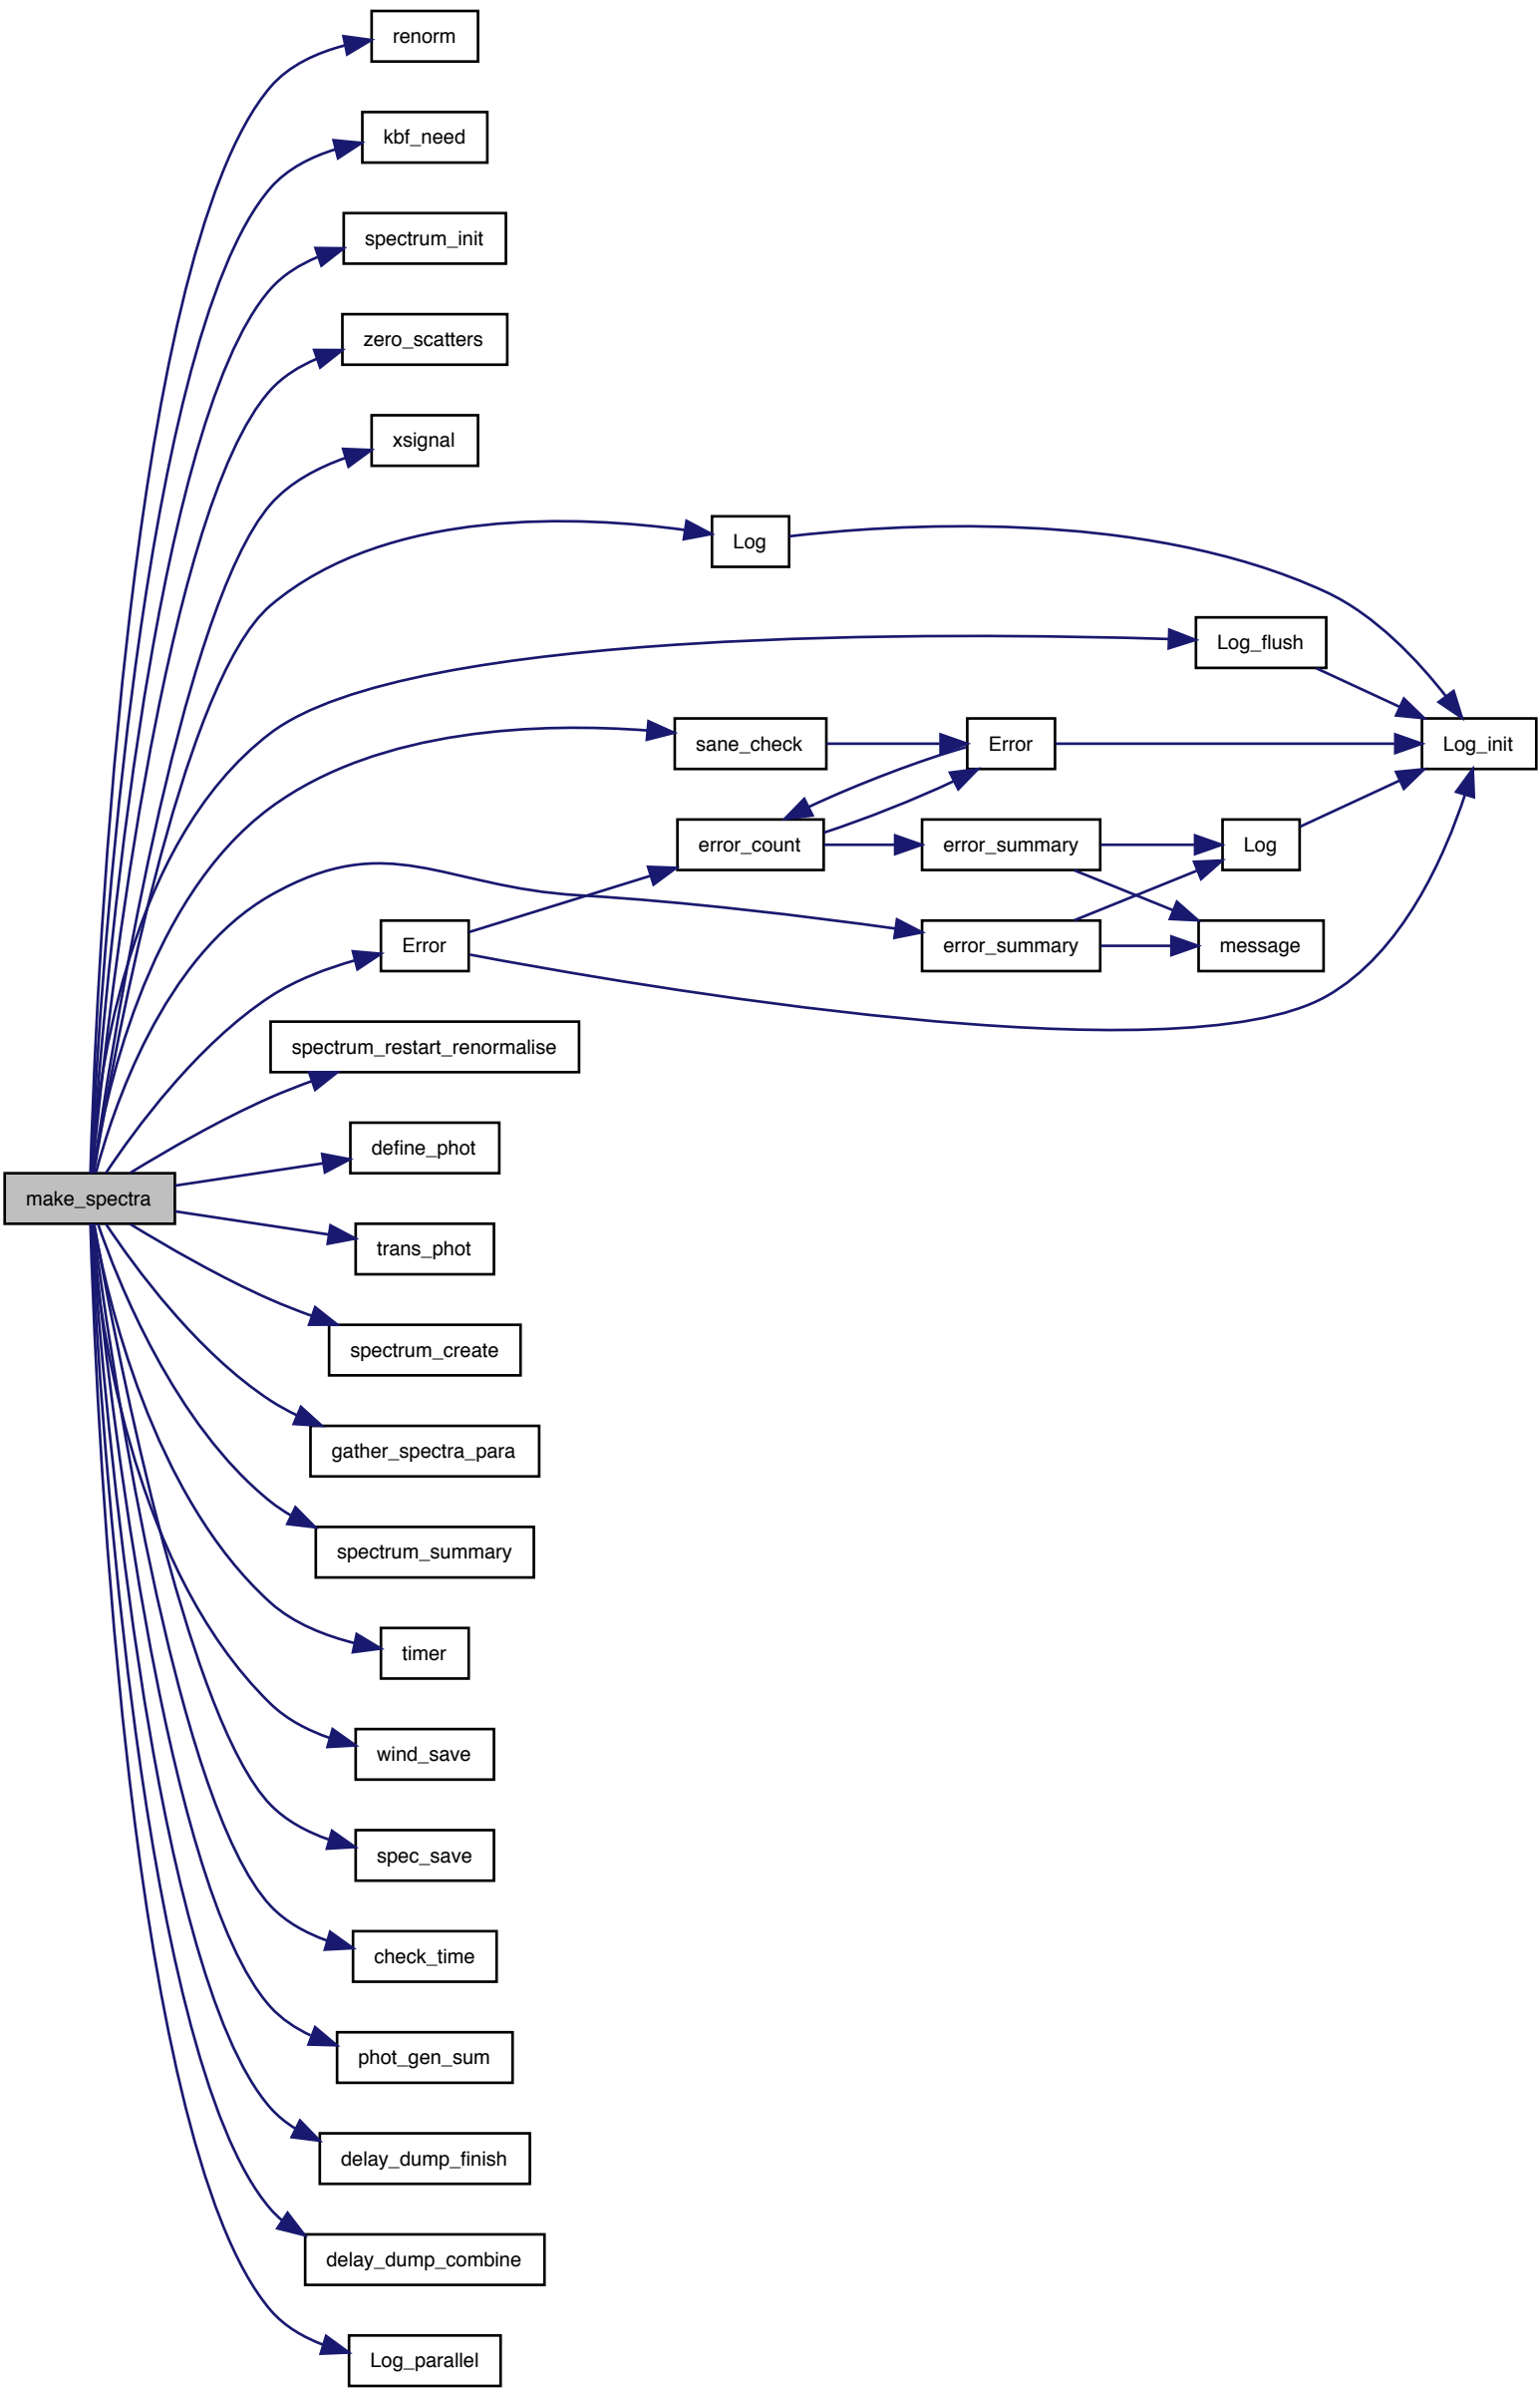 renorm
kbf_need
spectrum_init
zero_scatters
xsignal
Log
Log_flush
sane_check
Error
Log_init
error_count
error_summary
Log
Error
error_summary
message
spectrum_restart_renormalise
define_phot
make_spectra
trans_phot
spectrum_create
gather_spectra_para
spectrum_summary
timer
wind_save
spec_save
check_time
phot_gen_sum
delay_dump_finish
delay_dump_combine
Log_parallel